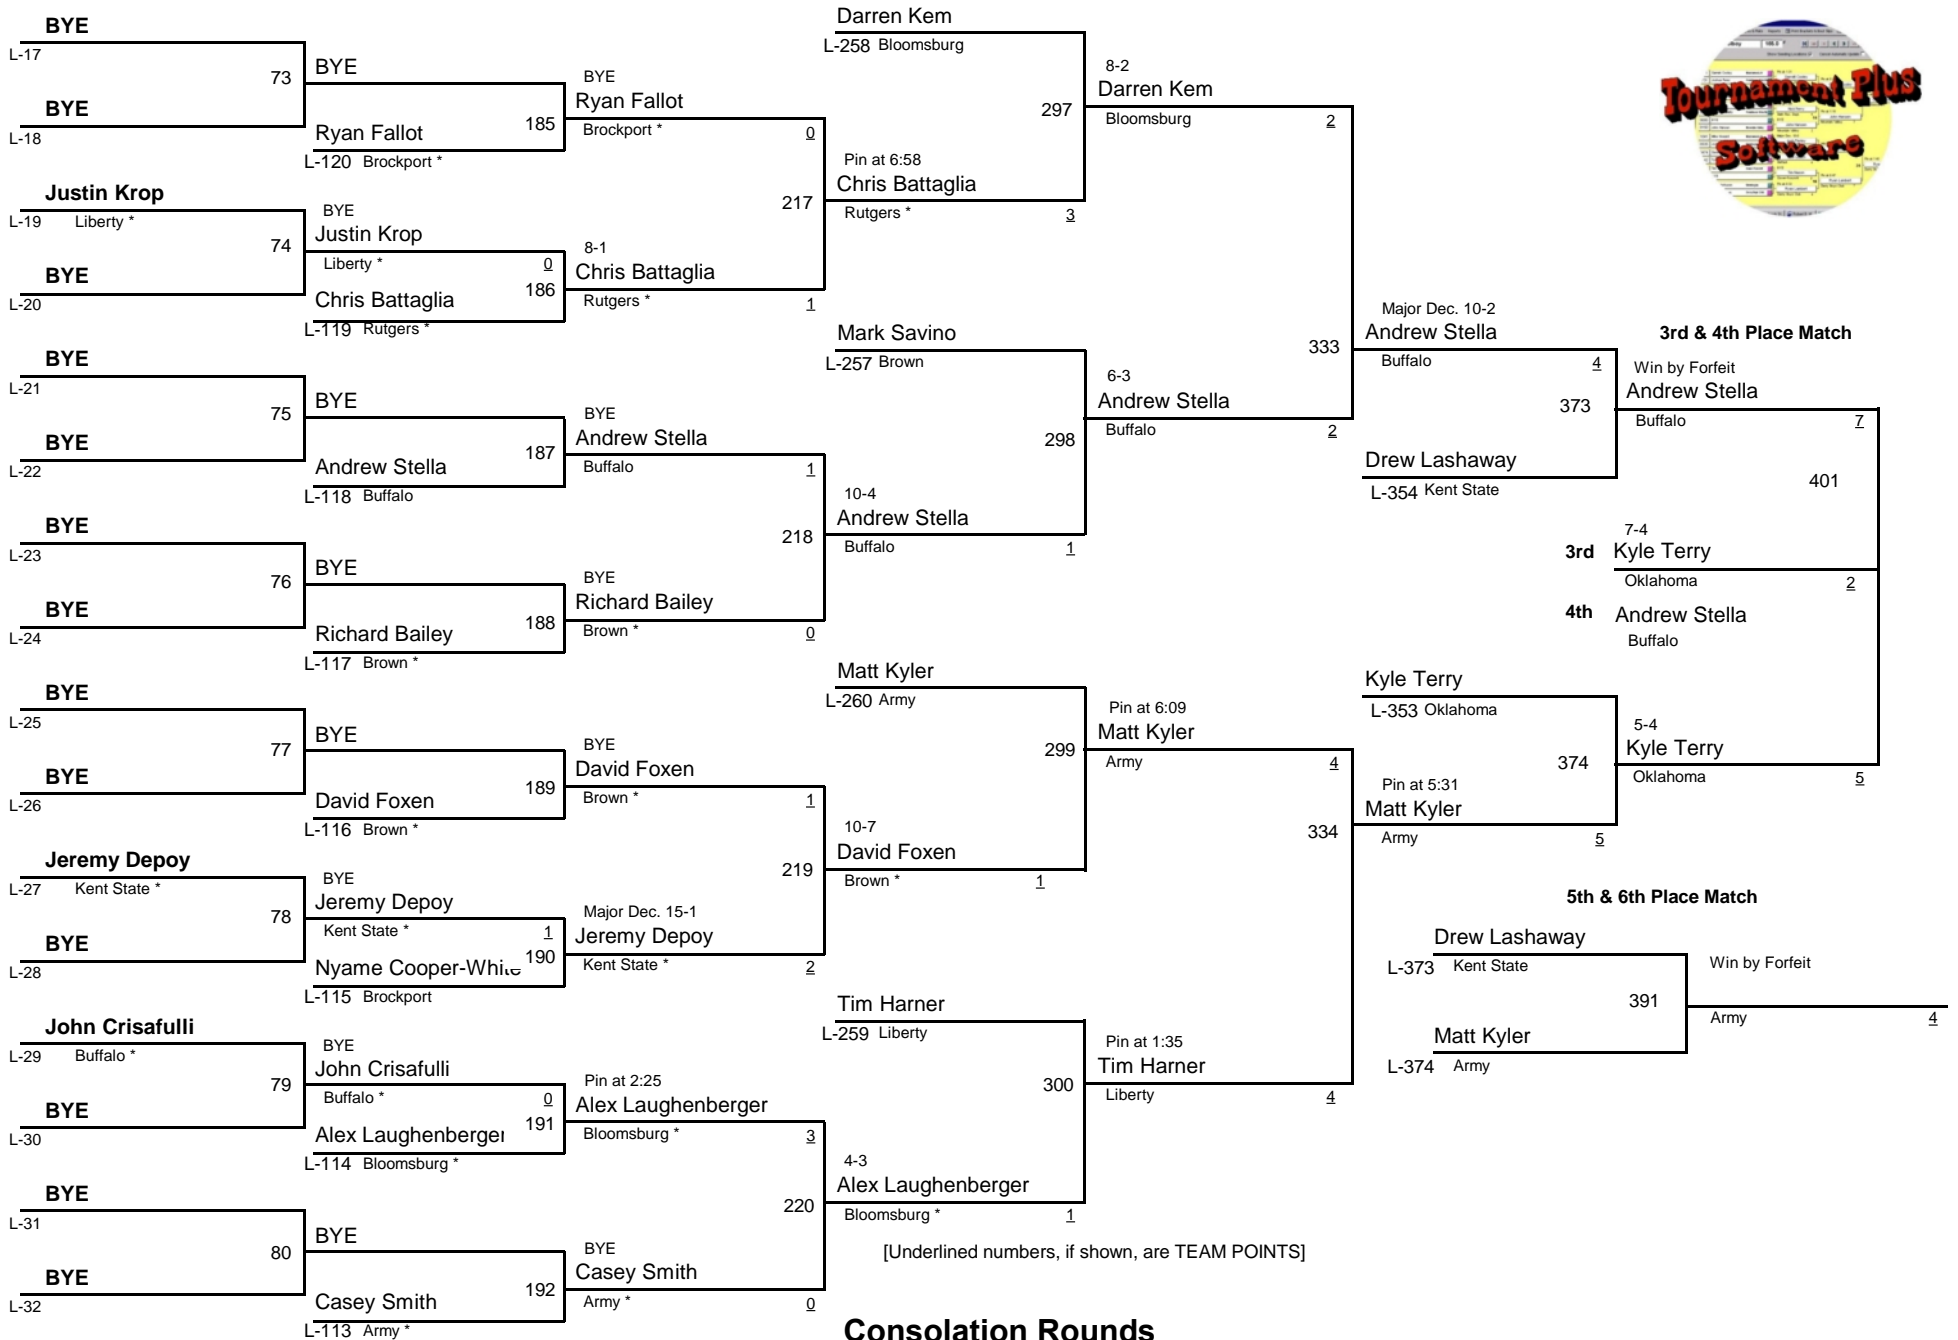 BYE
L-17
73
BYE
L-18
Justin Krop
L-19 Liberty *
74
BYE
L-20
BYE
L-21
75
BYE
L-22
BYE
L-23
76
BYE
L-24
BYE
L-25
77
BYE
L-26
Jeremy Depoy
L-27 Kent State *
78
BYE
L-28
John Crisafulli
L-29 Buffalo *
79
BYE
L-30
BYE
L-31
80
BYE
L-32
BYE
185
Ryan Fallot
L-120 Brockport *
BYE
Justin Krop
Liberty * 0
186
Chris Battaglia
L-119 Rutgers *
BYE
187
Andrew Stella
L-118 Buffalo
BYE
188
Richard Bailey
L-117 Brown *
BYE
189
David Foxen
L-116 Brown *
BYE
Jeremy Depoy
Kent State * 1
190
Nyame Cooper-White
L-115 Brockport
BYE
John Crisafulli
Buffalo * 0
191
Alex Laughenberger
L-114 Bloomsburg *
BYE
192
Casey Smith
L-113 Army *
BYE
Ryan Fallot
Brockport * 0
217
8-1
Chris Battaglia
Rutgers * 1
BYE
Andrew Stella
Buffalo 1
218
BYE
Richard Bailey
Brown * 0
BYE
David Foxen
Brown * 1
219
Major Dec. 15-1
Jeremy Depoy
Kent State * 2
Pin at 2:25
Alex Laughenberger
Bloomsburg * 3
220
BYE
Casey Smith
Army * 0
Darren Kem
L-258 Bloomsburg
297
Pin at 6:58
Chris Battaglia
Rutgers * 3
Mark Savino
L-257 Brown
298
10-4
Andrew Stella
Buffalo 1
Matt Kyler
L-260 Army
299
10-7
David Foxen
Brown * 1
Tim Harner
L-259 Liberty
300
4-3
Alex Laughenberger
Bloomsburg * 1
8-2
Darren Kem
Bloomsburg 2
333
6-3
Andrew Stella
Buffalo 2
Pin at 6:09
Matt Kyler
Army 4
334
Pin at 1:35
Tim Harner
Liberty 4
Major Dec. 10-2
Andrew Stella
Buffalo 4
373
Drew Lashaway
L-354 Kent State
Kyle Terry
L-353 Oklahoma
374
Pin at 5:31
Matt Kyler
Army 5
Tournament Plus
Software
3rd & 4th Place Match
Win by Forfeit
Andrew Stella
Buffalo 7
401
7-4
3rd Kyle Terry
Oklahoma 2
4th Andrew Stella
Buffalo
5-4
Kyle Terry
Oklahoma 5
5th & 6th Place Match
Drew Lashaway
L-373 Kent State
391
Matt Kyler
L-374 Army
Win by Forfeit
Army 4
[Underlined numbers, if shown, are TEAM POINTS]
Consolation Rounds